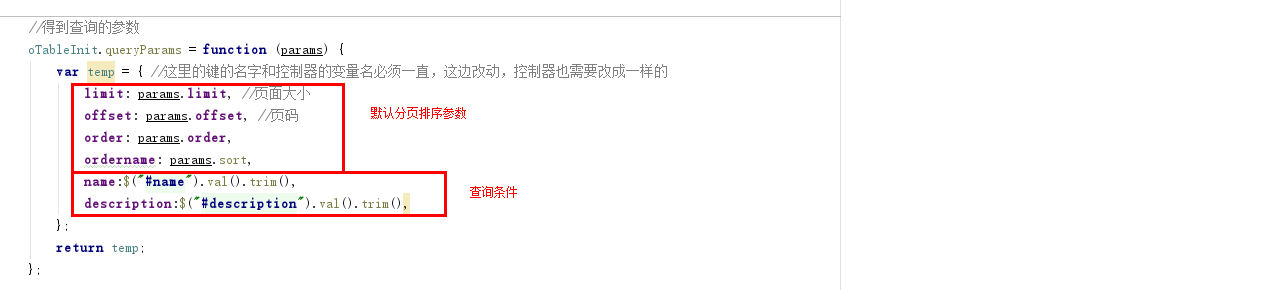 //得到查询的参数
oTableInit.queryParams = function (params) {
var temp = { //这里的键的名字和控制器的变量名必须一直，这边改动，控制器也需要改成一样的
limit: params.limit, //页面大小
offset: params.offset, //页码
默认分页排序参数
order: params.order,
ordername: params.sort,
name:$("#name").val().trim(),
查询条件
description:$("#description").val().trim(),
};
return temp;
};